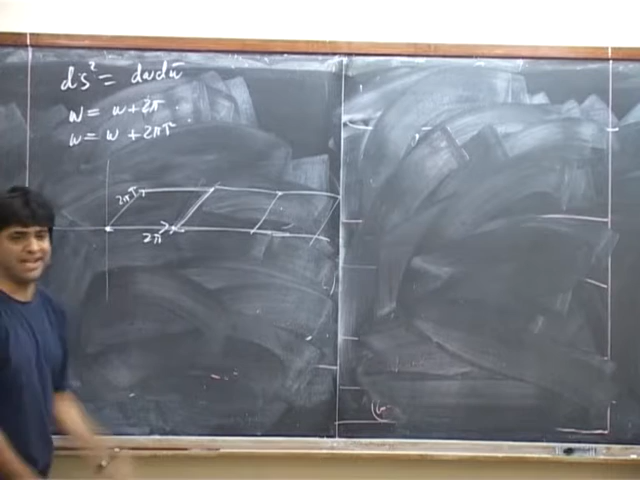 ds² = dw dw̄
w = w + 2π
w = w + 2πτ
2πτ
2π